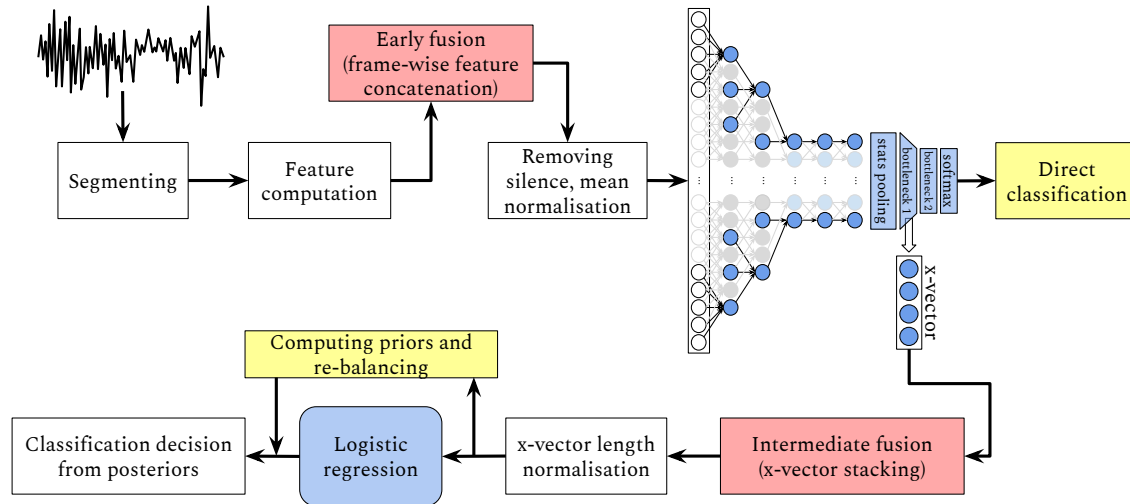 Early fusion
(frame-wise feature
concatenation)
Segmenting
Feature
computation
Removing
silence, mean
normalisation
...
...
...
...
...
...
stats pooling
bottleneck 1
bottleneck 2
softmax
Direct
classification
x-vector
Computing priors and
re-balancing
Classification decision
from posteriors
Logistic
regression
x-vector length
normalisation
Intermediate fusion
(x-vector stacking)